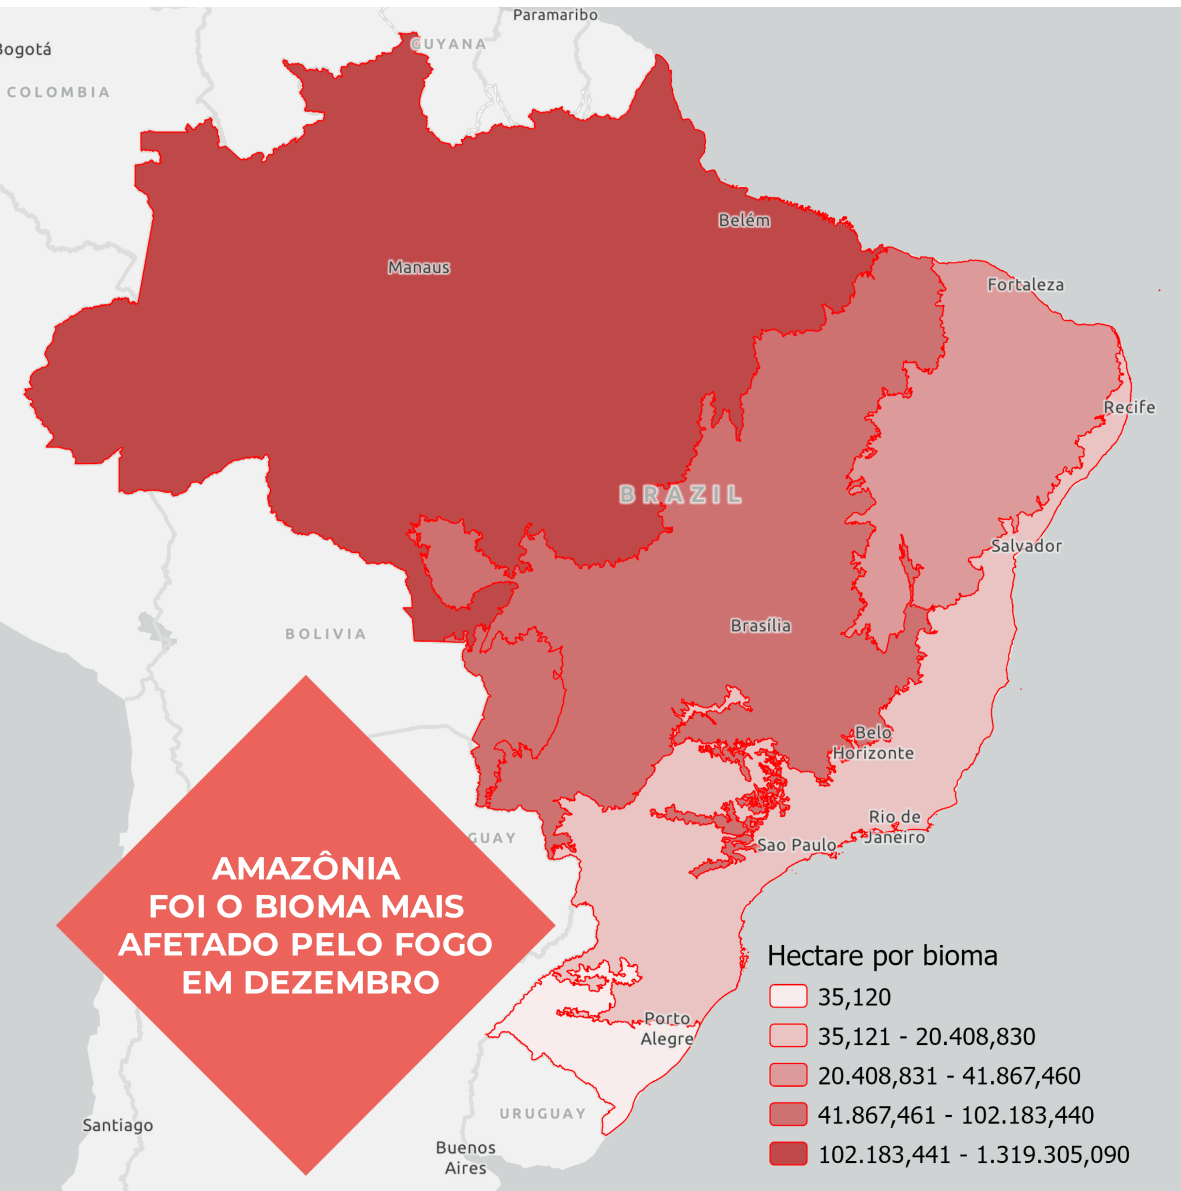 Paramaribo
GUYANA
Bogotá
COLOMBIA
Belém
Manaus
Fortaleza
Recife
BRAZIL
Salvador
Brasília
BOLIVIA
Belo
Horizonte
Rio de
Janeiro
GUAY
Sao Paulo
AMAZÔNIA
FOI O BIOMA MAIS
AFETADO PELO FOGO
EM DEZEMBRO
Hectare por bioma
35,120
35,121 - 20.408,830
20.408,831 - 41.867,460
41.867,461 - 102.183,440
102.183,441 - 1.319.305,090
Porto
Alegre
URUGUAY
Santiago
Buenos
Aires